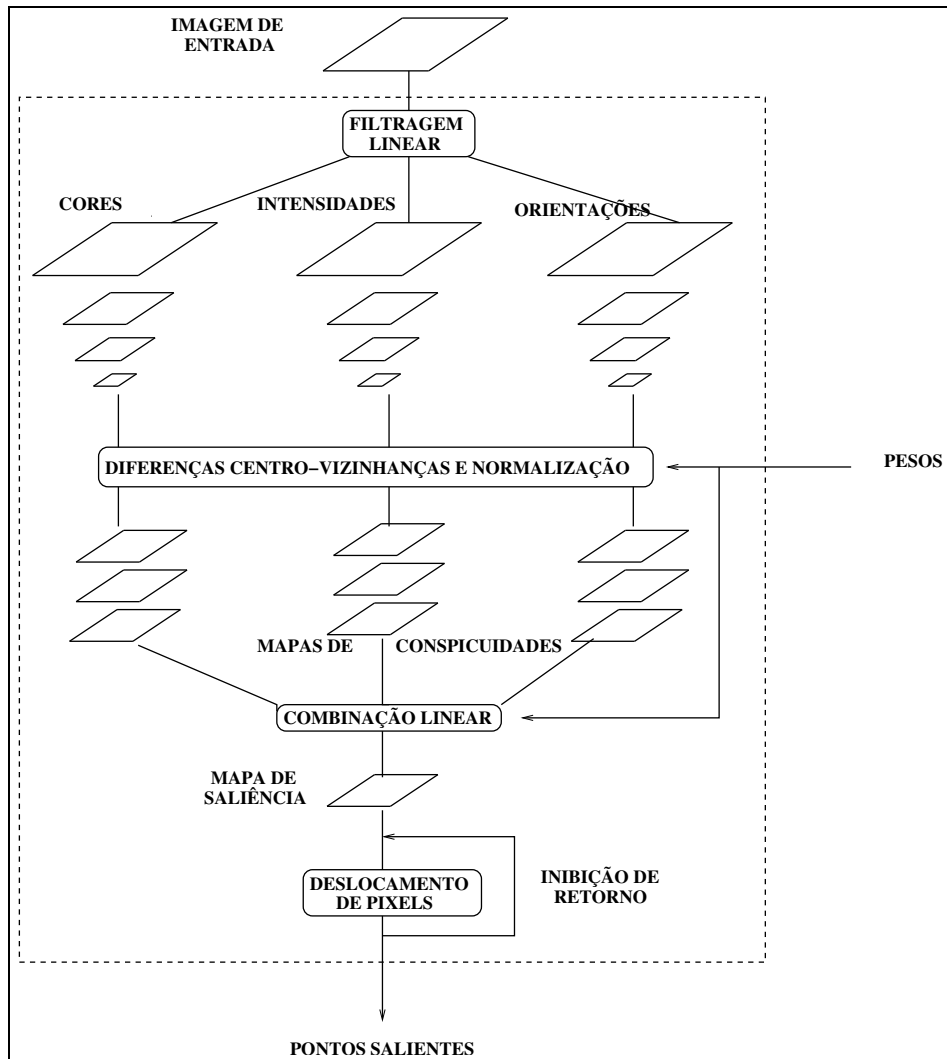 IMAGEM DE
ENTRADA
FILTRAGEM
LINEAR
CORES
INTENSIDADES
ORIENTAÇÕES
DIFERENÇAS CENTRO−VIZINHANÇAS E NORMALIZAÇÃO
PESOS
MAPAS DE CONSPICUIDADES
COMBINAÇÃO LINEAR
MAPA DE
SALIÊNCIA
DESLOCAMENTO
DE PIXELS
INIBIÇÃO DE
RETORNO
PONTOS SALIENTES